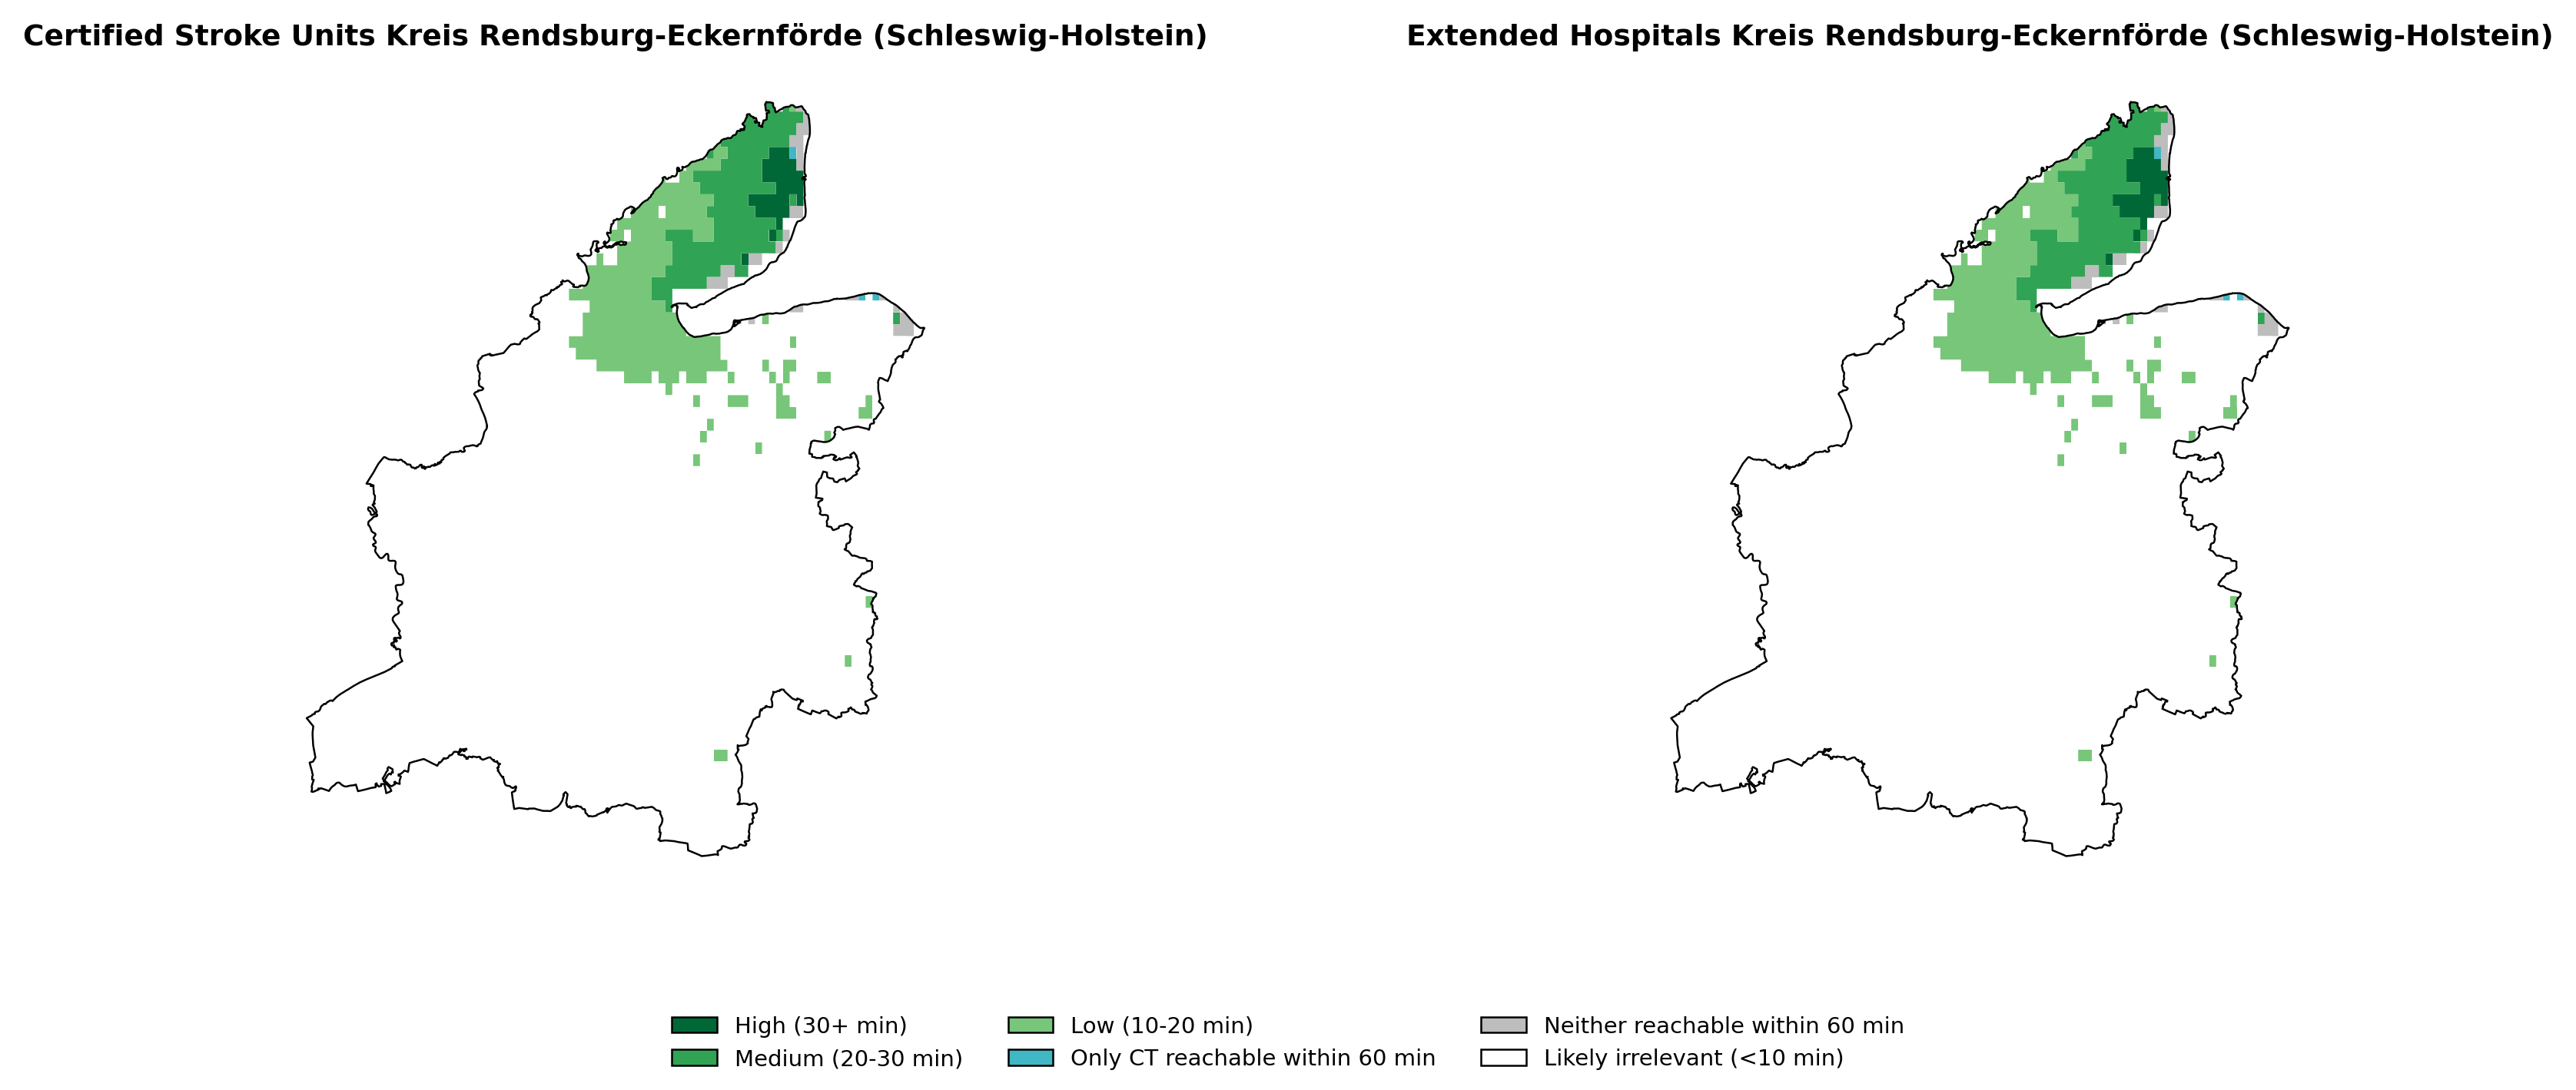 Certified Stroke Units Kreis Rendsburg-Eckernförde (Schleswig-Holstein)
Extended Hospitals Kreis Rendsburg-Eckernförde (Schleswig-Holstein)
High (30+ min)
Medium (20-30 min)
Low (10-20 min)
Only CT reachable within 60 min
Neither reachable within 60 min
Likely irrelevant (<10 min)